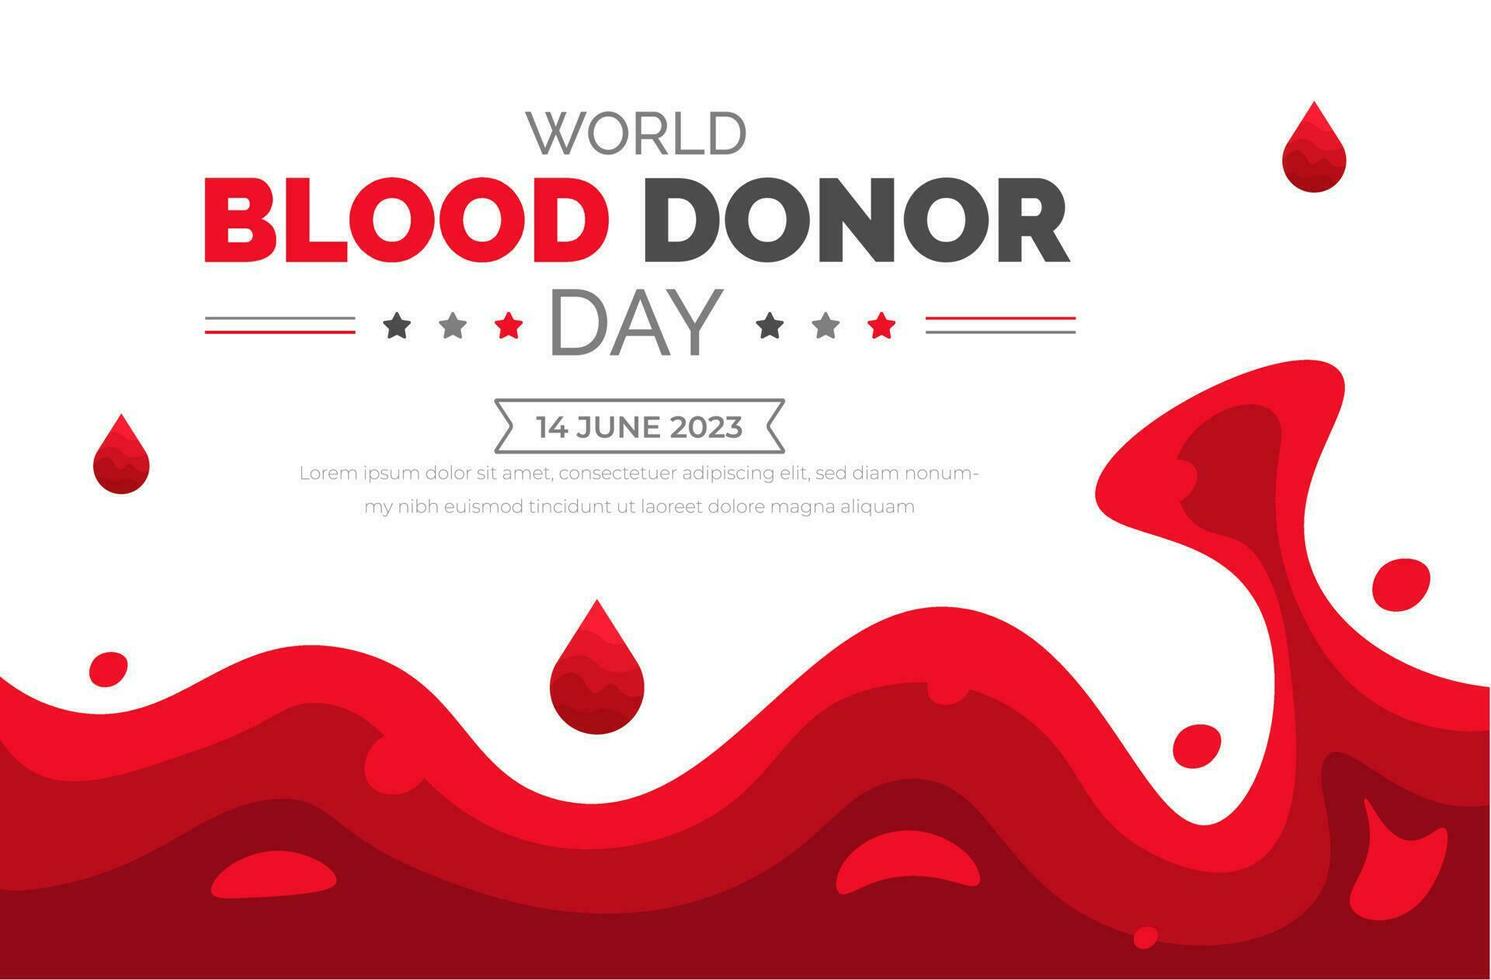 WORLD
BLOOD DONOR
DAY
14 JUNE 2023
Lorem ipsum dolor sit amet, consectetuer adipiscing elit, sed diam nonum-
my nibh euismod tincidunt ut laoreet dolore magna aliquam